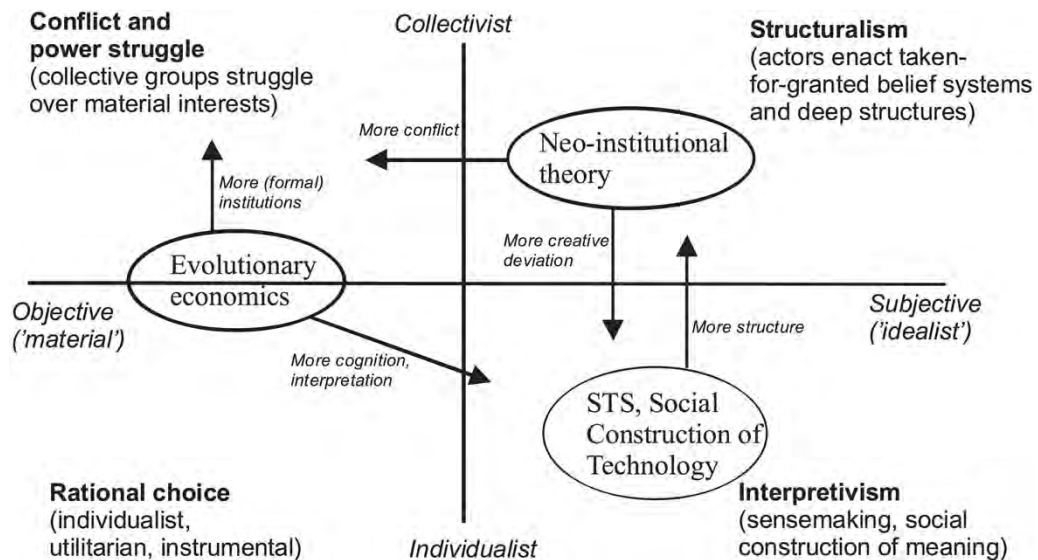 Conflict and
power struggle
(collective groups struggle
over material interests)
Collectivist
Structuralism
(actors enact taken-
for-granted belief systems
and deep structures)
More conflict
Neo-institutional
theory
More (formal)
institutions
More creative
deviation
Evolutionary
economics
Objective
('material')
Subjective
('idealist')
More structure
More cognition,
interpretation
STS, Social
Construction of
Technology
Rational choice
(individualist,
utilitarian, instrumental)
Individualist
Interpretivism
(sensemaking, social
construction of meaning)